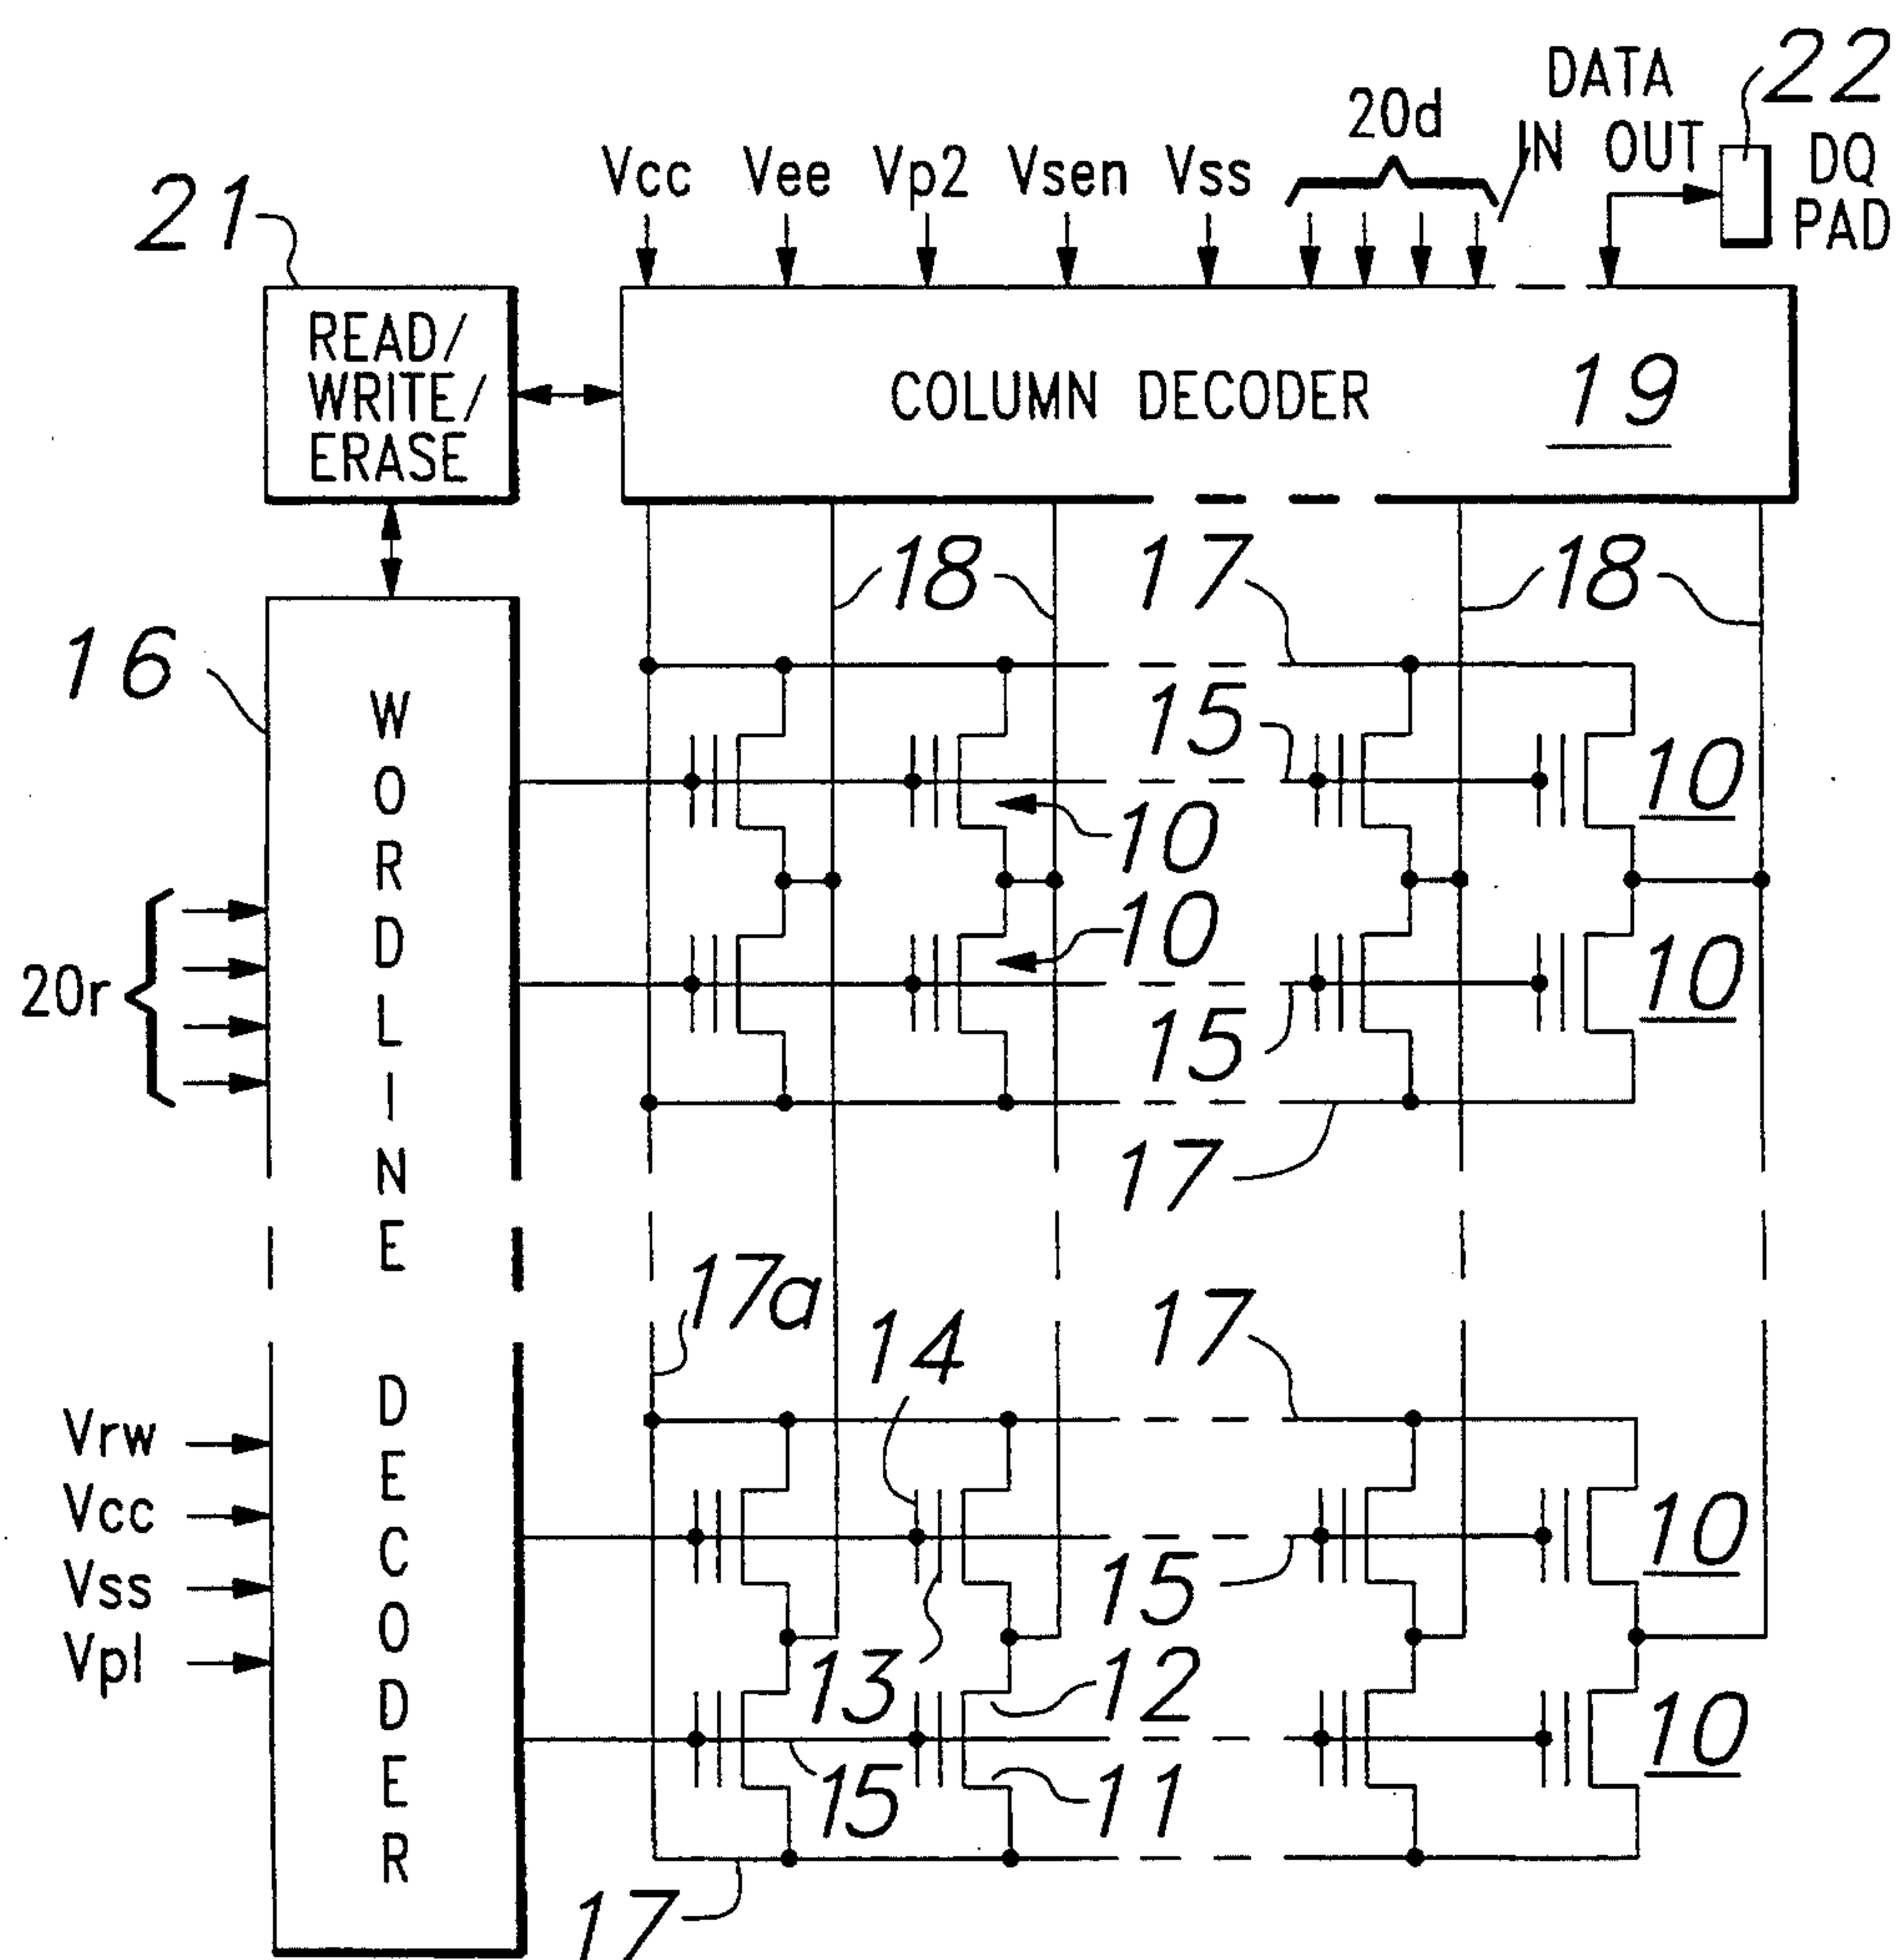 DATA
IN OUT
22
DQ
PAD
20d
Vcc Vee Vp2 Vsen Vss
21
READ/
WRITE/
ERASE
COLUMN DECODER 19
18 17 18
16
WORDLINE DECODER
15
10 10
10 10
20r
15
17
17a
14
17
Vrw
Vcc
Vss
Vpl
15 10
13 12
10
15 11
17